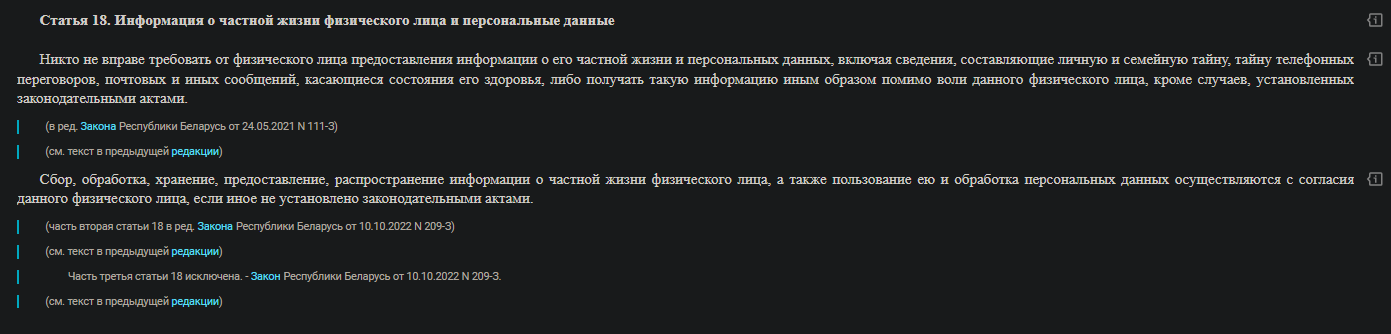 Статья 18. Информация о частной жизни физического лица и персональные данные
Никто не вправе требовать от физического лица предоставления информации о его частной жизни и персональных данных, включая сведения, составляющие личную и семейную тайну, тайну телефонных
переговоров, почтовых и иных сообщений, касающиеся состояния его здоровья, либо получать такую информацию иным образом помимо воли данного физического лица, кроме случаев, установленных
законодательными актами.
(в ред. Закона Республики Беларусь от 24.05.2021 N 111-З)
(см. текст в предыдущей редакции)
Сбор, обработка, хранение, предоставление, распространение информации о частной жизни физического лица, а также пользование ею и обработка персональных данных осуществляются с согласия
данного физического лица, если иное не установлено законодательными актами.
(часть вторая статьи 18 в ред. Закона Республики Беларусь от 10.10.2022 N 209-З)
(см. текст в предыдущей редакции)
Часть третья статьи 18 исключена. - Закон Республики Беларусь от 10.10.2022 N 209-З.
(см. текст в предыдущей редакции)